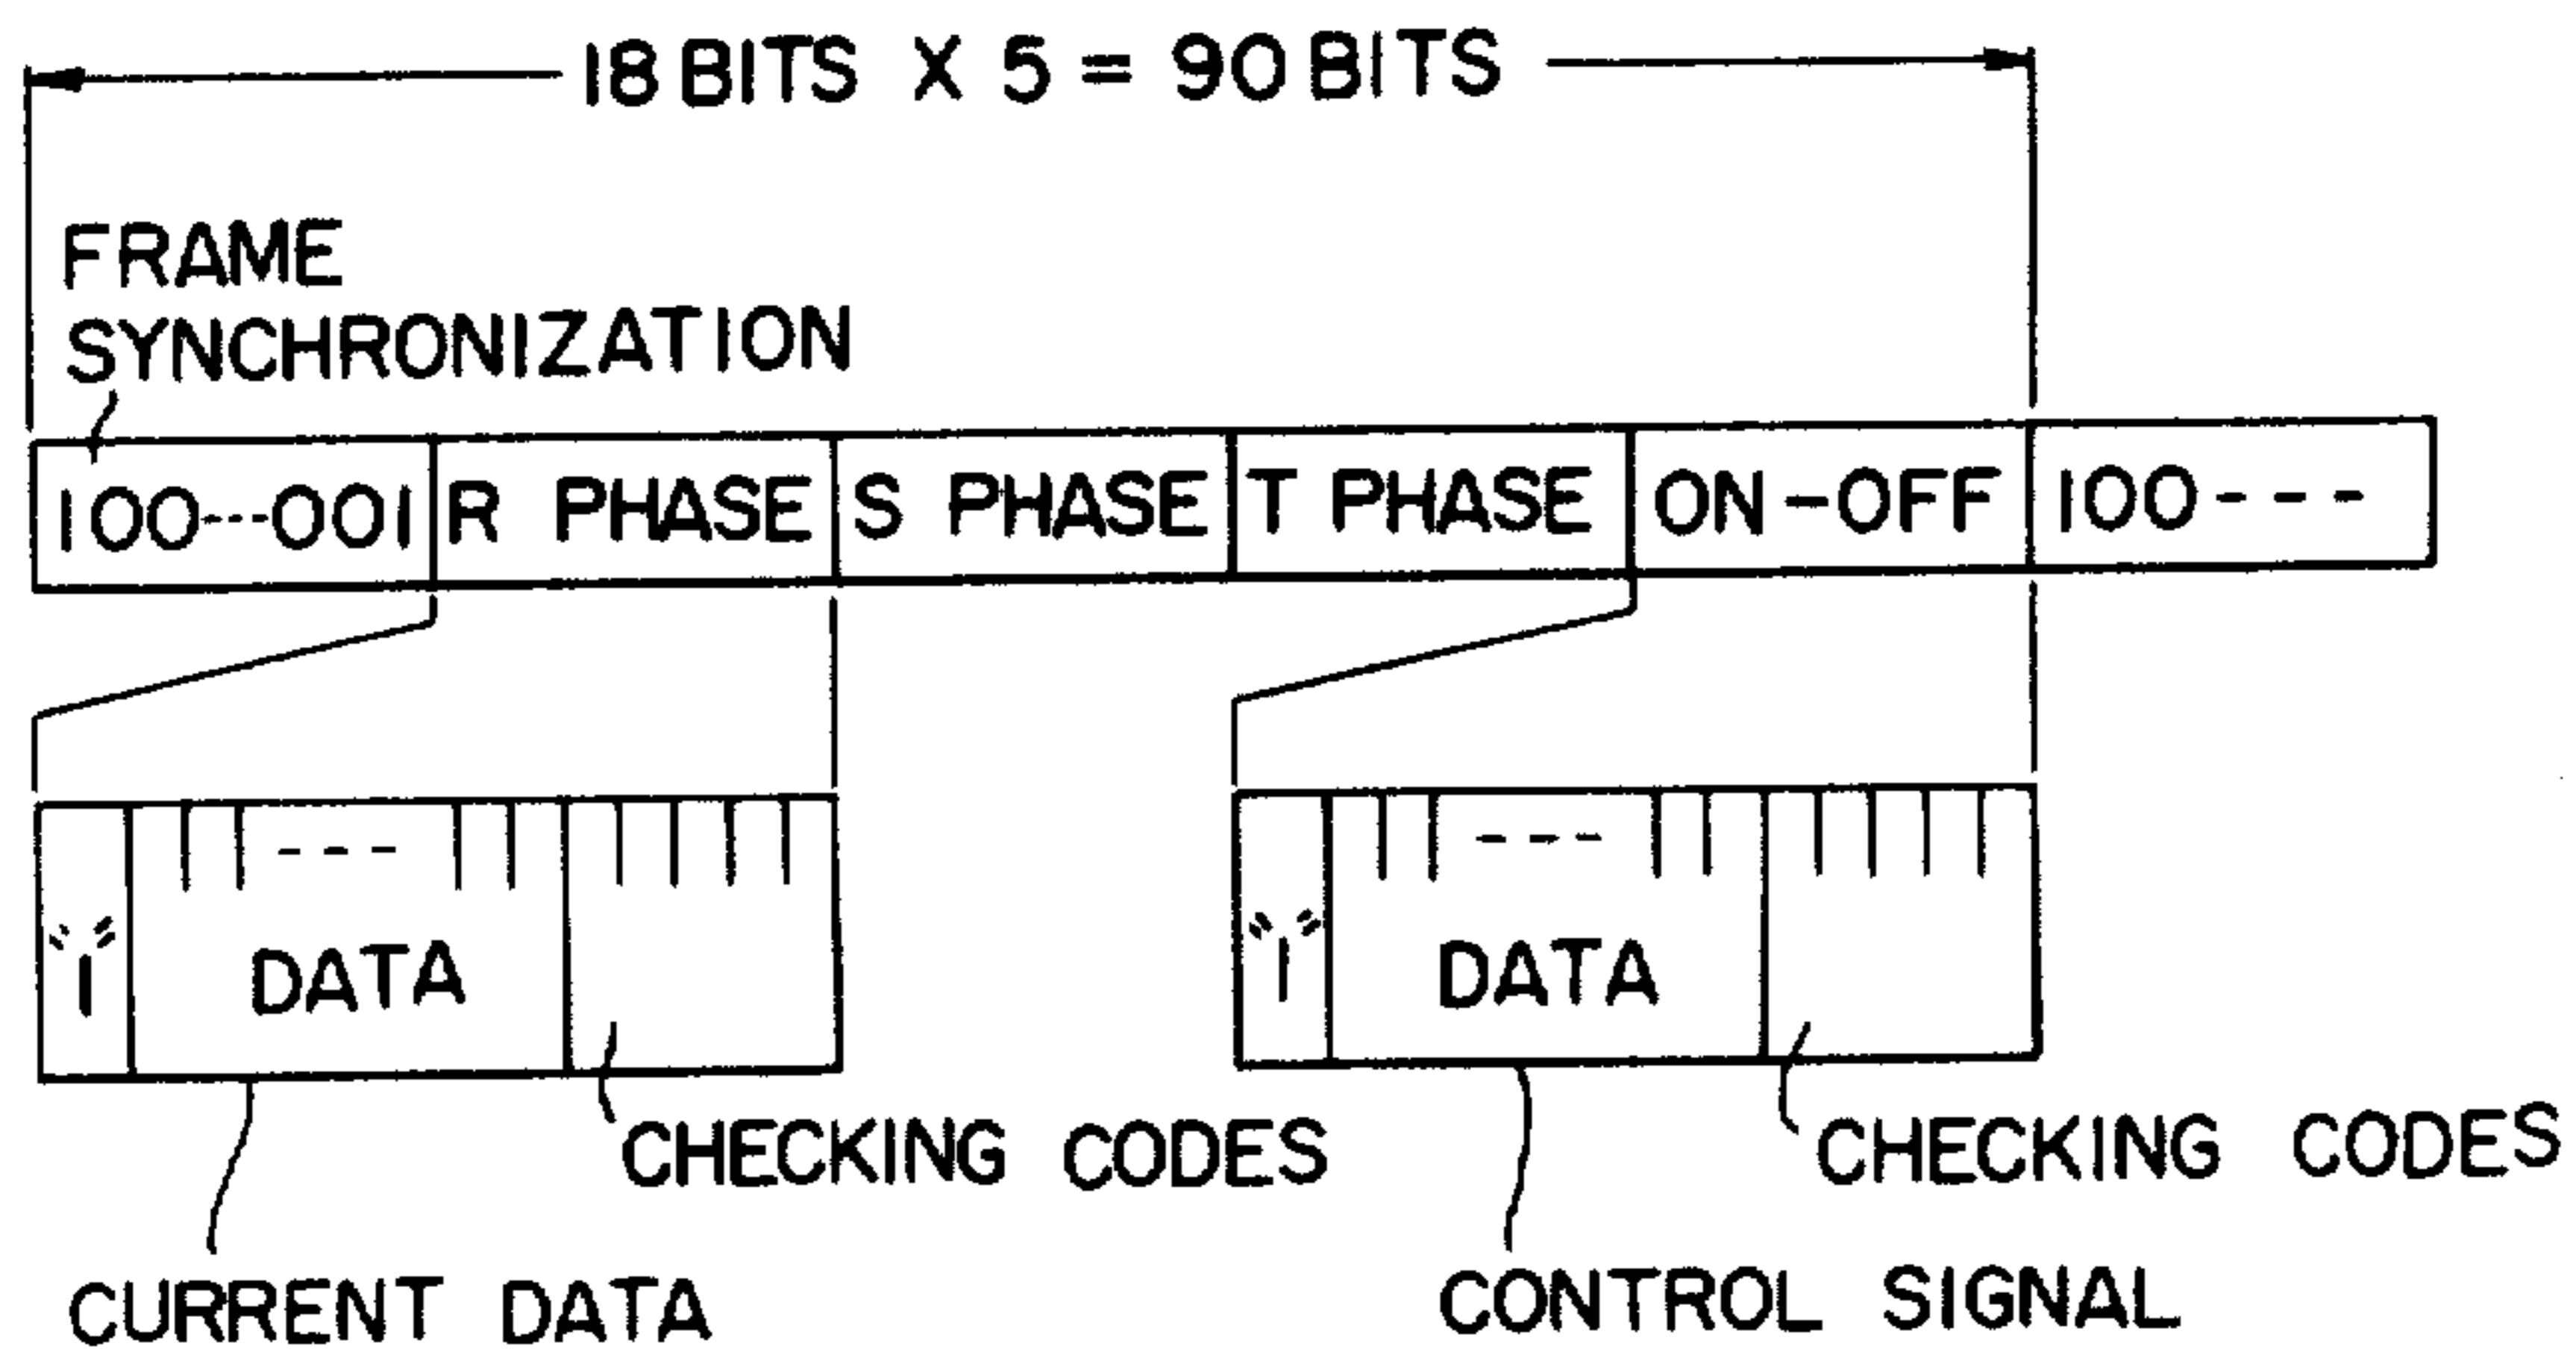 18 BITS X 5 = 90 BITS
FRAME
SYNCHRONIZATION
100---001 R PHASE S PHASE T PHASE ON-OFF 100---
--- ---
"1" DATA "1" DATA
CHECKING CODES CHECKING CODES
CURRENT DATA CONTROL SIGNAL